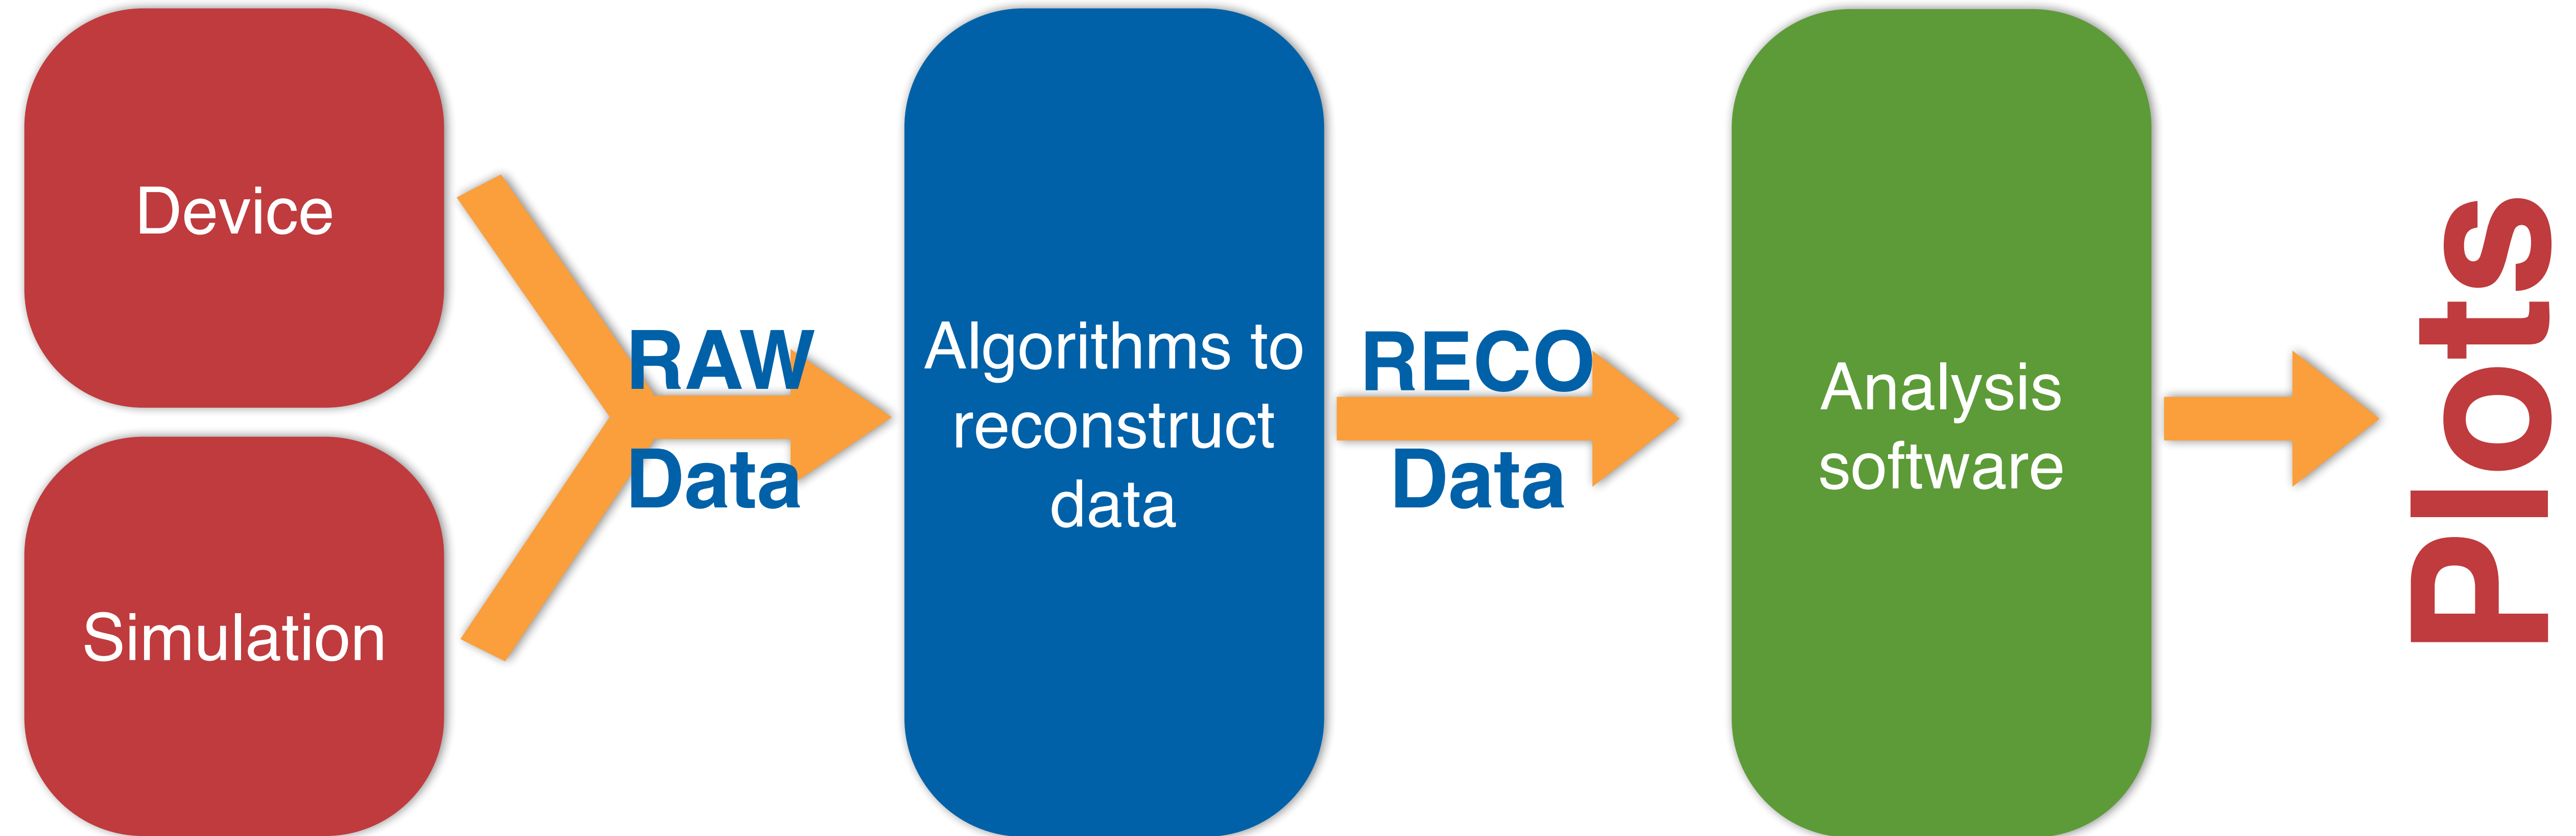 Device
Simulation
RAW
Data
Algorithms to
reconstruct
data
RECO
Data
Analysis
software
Plots